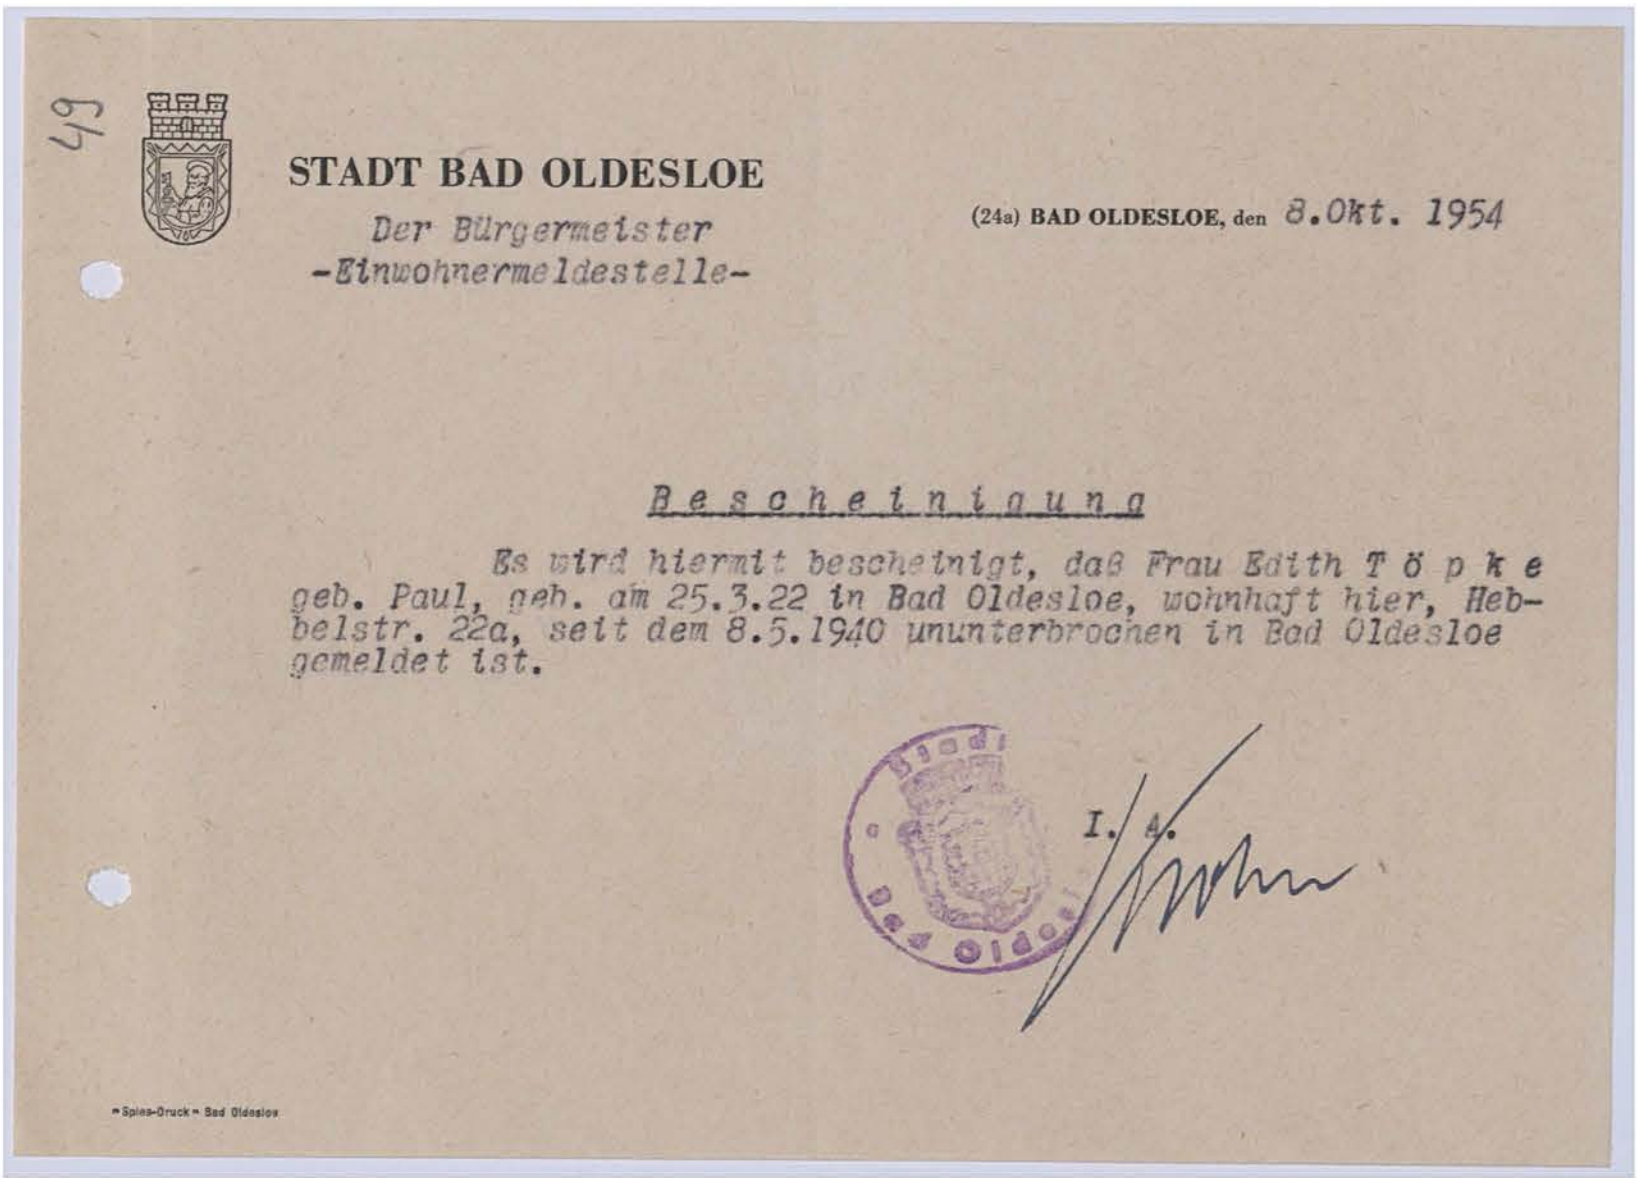 49
STADT BAD OLDESLOE
Der Bürgermeister
-Einwohnermeldestelle-
(24a) BAD OLDESLOE, den 8.Okt. 1954
Bescheinigung
Es wird hiermit bescheinigt, daß Frau Edith T ö p k e
geb. Paul, geb. am 25.3.22 in Bad Oldesloe, wohnhaft hier, Heb-
belstr. 22a, seit dem 8.5.1940 ununterbrochen in Bad Oldesloe
gemeldet ist.
Stadt
Bad Oldesl
I. A.
"Spies-Druck" Bad Oldesloe